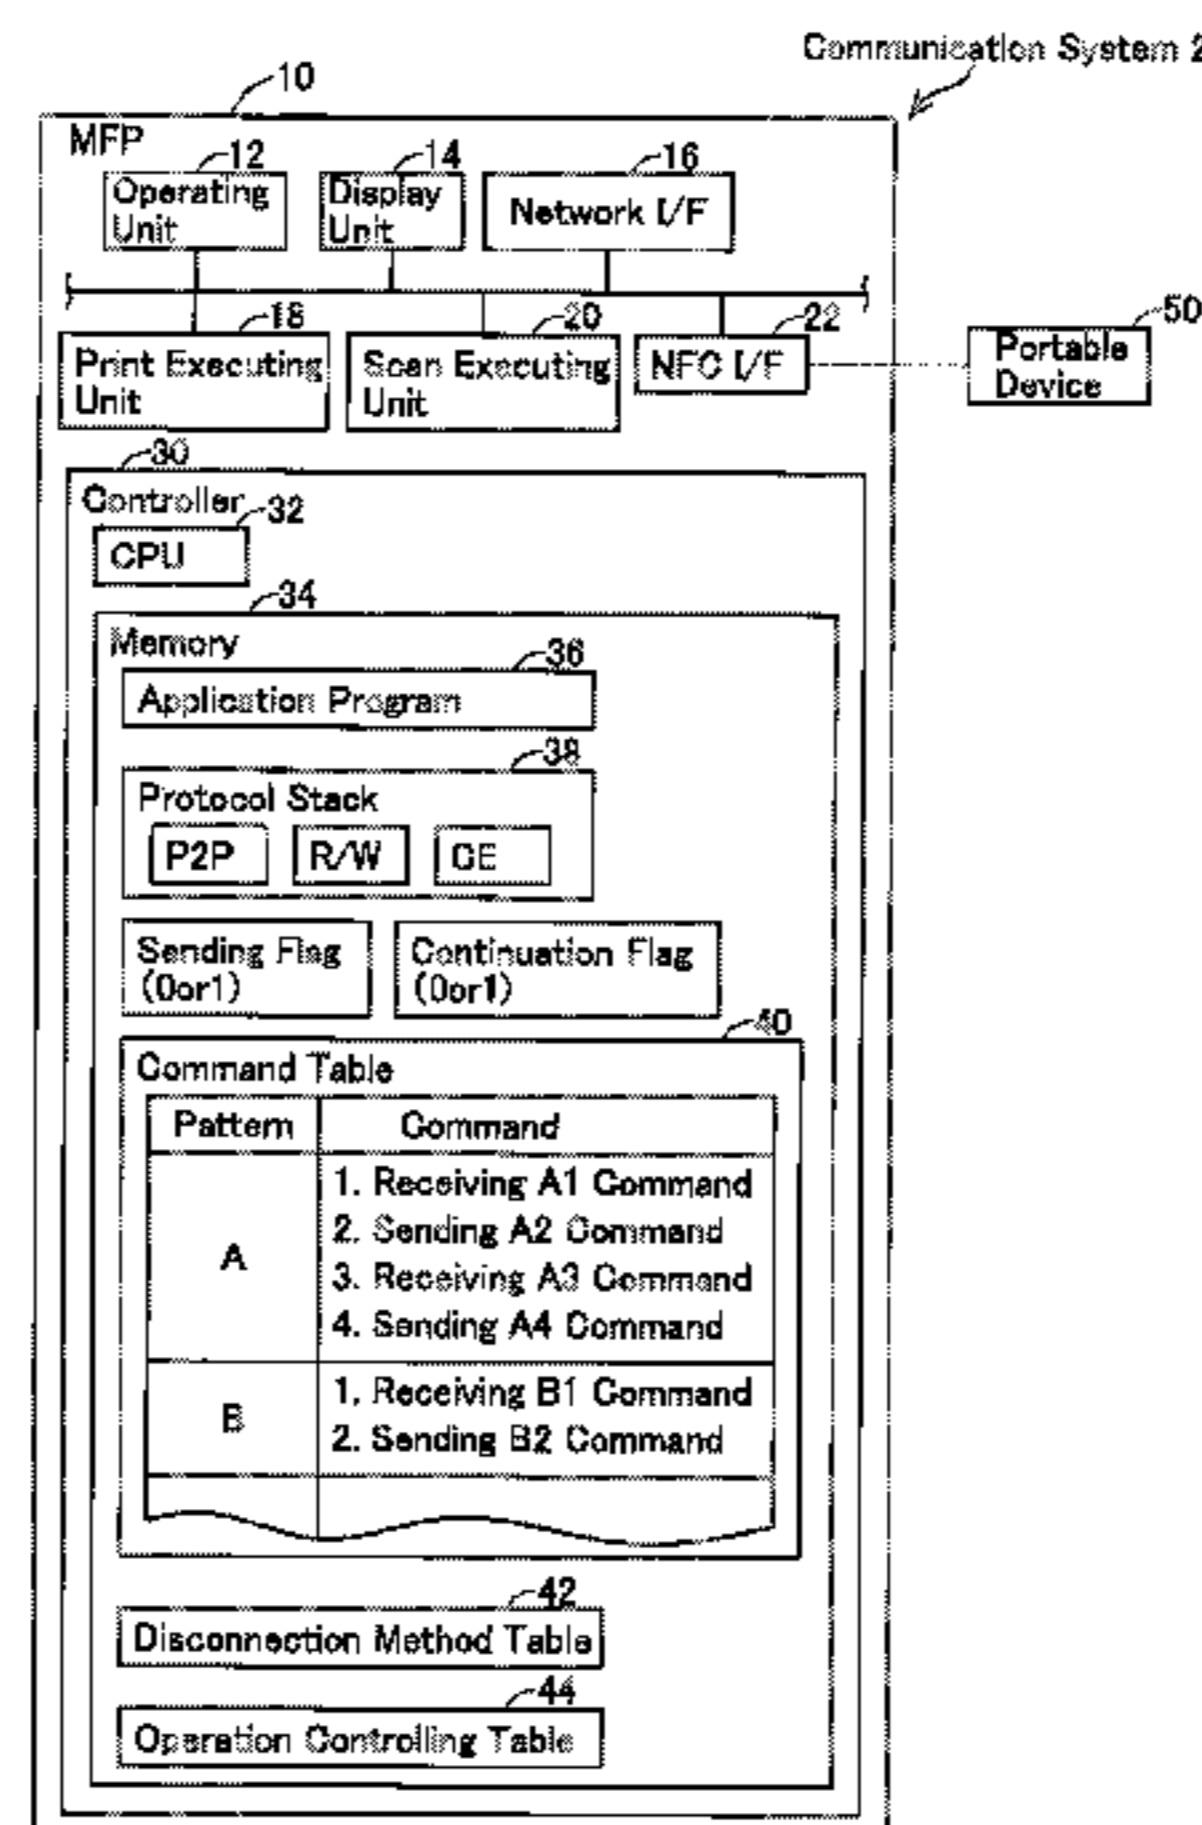 Communication System 2
10
MFP
12
14
16
Operating
Unit
Display
Unit
Network I/F
18
20
22
50
Print Executing
Unit
Scan Executing
Unit
NFC I/F
Portable
Device
30
Controller
32
CPU
34
Memory
36
Application Program
38
Protocol Stack
P2P
R/W
CE
Sending Flag
(0or1)
Continuation Flag
(0or1)
40
Command Table
Pattern
Command
A
1. Receiving A1 Command
2. Sending A2 Command
3. Receiving A3 Command
4. Sending A4 Command
B
1. Receiving B1 Command
2. Sending B2 Command
42
Disconnection Method Table
44
Operation Controlling Table